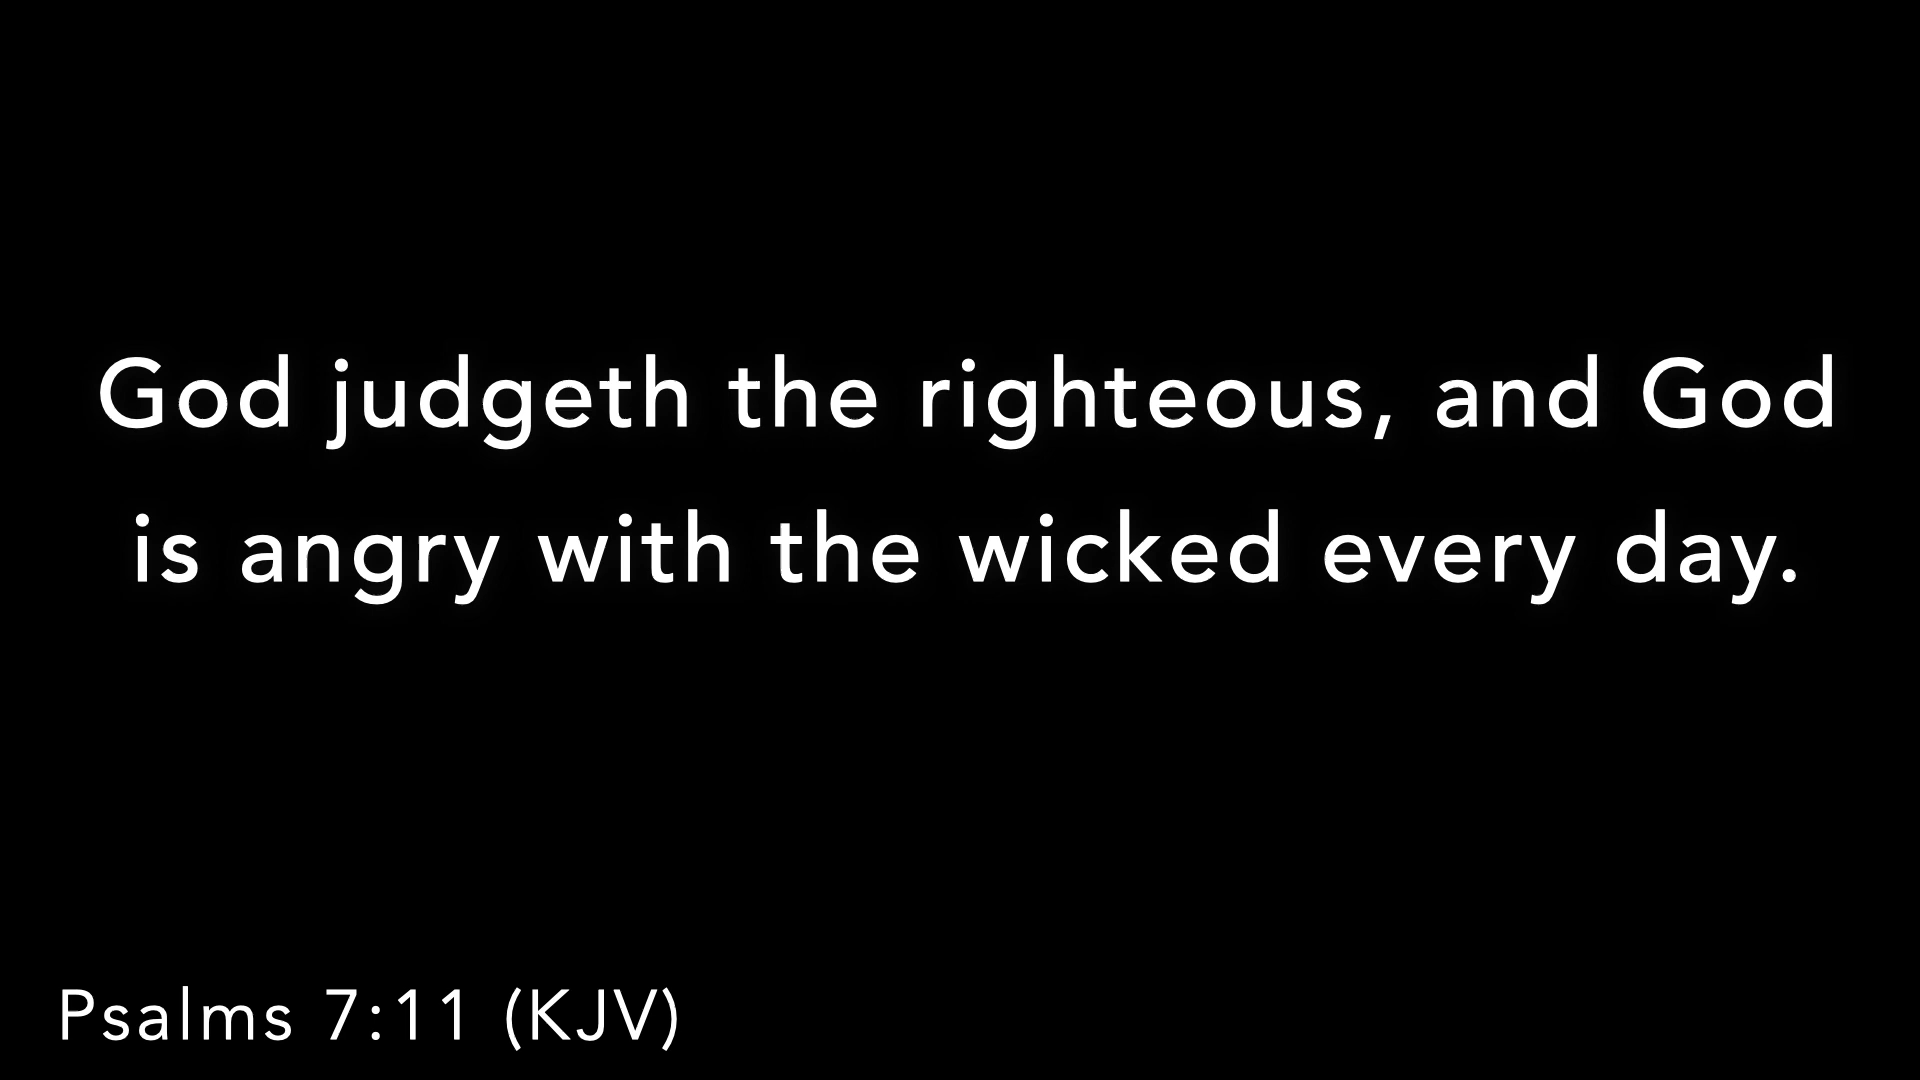 God judgeth the righteous, and God
is angry with the wicked every day.
Psalms 7:11 (KJV)